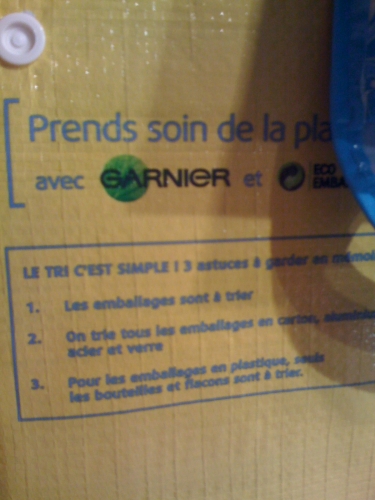 Prends soin de la pla
avec GARNIER et ECO
EMBA
LE TRI C'EST SIMPLE ! 3 astuces à garder en mémoi
1. Les emballages sont à trier
2. On trie tous les emballages en carton, aluminiu
acier et verre
3. Pour les emballages en plastique, seuls
les bouteilles et flacons sont à trier.